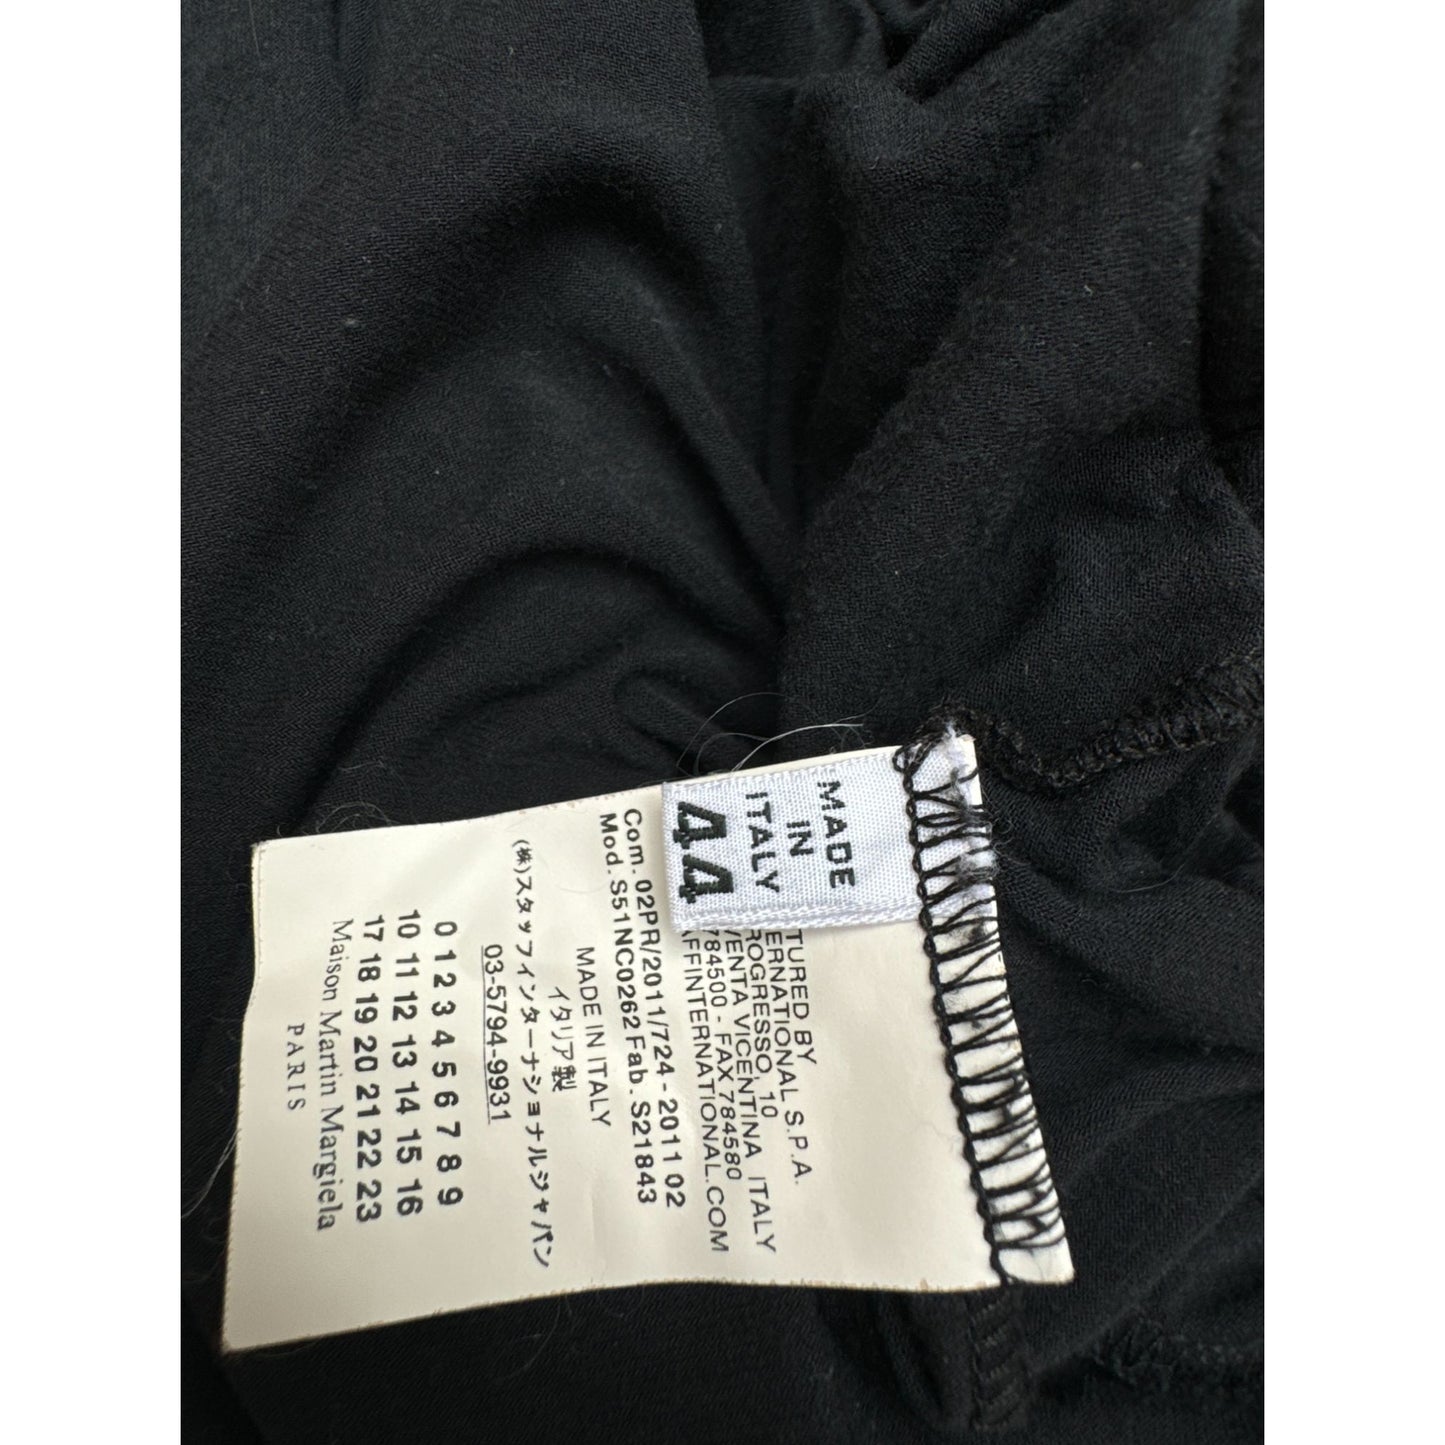 MADE
IN
ITALY
44
TURED BY
ERNATIONAL S.P.A.
ROGRESSO, 10
VENTA VICENTINA, ITALY
784500 - FAX 784580
AFFINTERNATIONAL.COM
Com. 02PR/2011/724 - 2011 02
Mod. S51NC0262 Fab. S21843
MADE IN ITALY
イタリア製
(株)スタッフインターナショナルジャパン
03-5794-9931
0 1 2 3 4 5 6 7 8 9
10 11 12 13 14 15 16
17 18 19 20 21 22 23
Maison Martin Margiela
PARIS